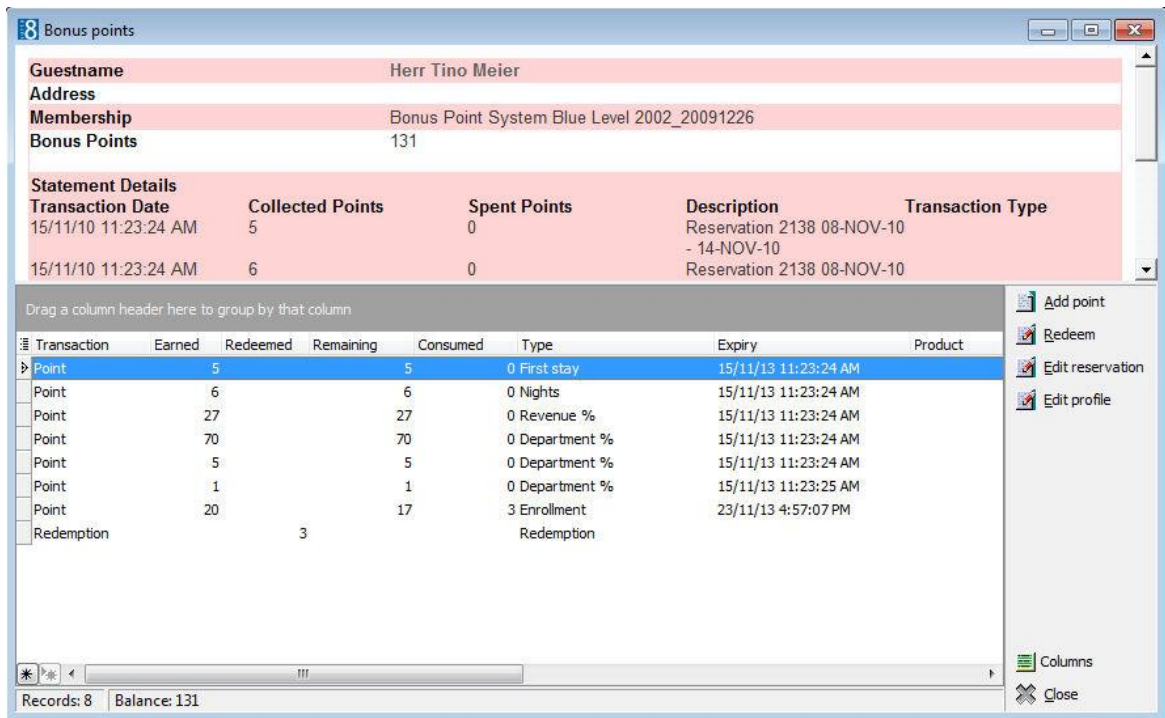 8 Bonus points
Guestname Herr Tino Meier
Address
Membership Bonus Point System Blue Level 2002_20091226
Bonus Points 131
Statement Details
Transaction Date Collected Points Spent Points Description Transaction Type
15/11/10 11:23:24 AM 5 0 Reservation 2138 08-NOV-10
- 14-NOV-10
15/11/10 11:23:24 AM 6 0 Reservation 2138 08-NOV-10
Drag a column header here to group by that column
Transaction Earned Redeemed Remaining Consumed Type Expiry Product
Point 5 5 0 First stay 15/11/13 11:23:24 AM
Point 6 6 0 Nights 15/11/13 11:23:24 AM
Point 27 27 0 Revenue % 15/11/13 11:23:24 AM
Point 70 70 0 Department % 15/11/13 11:23:24 AM
Point 5 5 0 Department % 15/11/13 11:23:24 AM
Point 1 1 0 Department % 15/11/13 11:23:25 AM
Point 20 17 3 Enrollment 23/11/13 4:57:07 PM
Redemption 3 Redemption
Add point
Redeem
Edit reservation
Edit profile
Columns
Close
Records: 8 Balance: 131